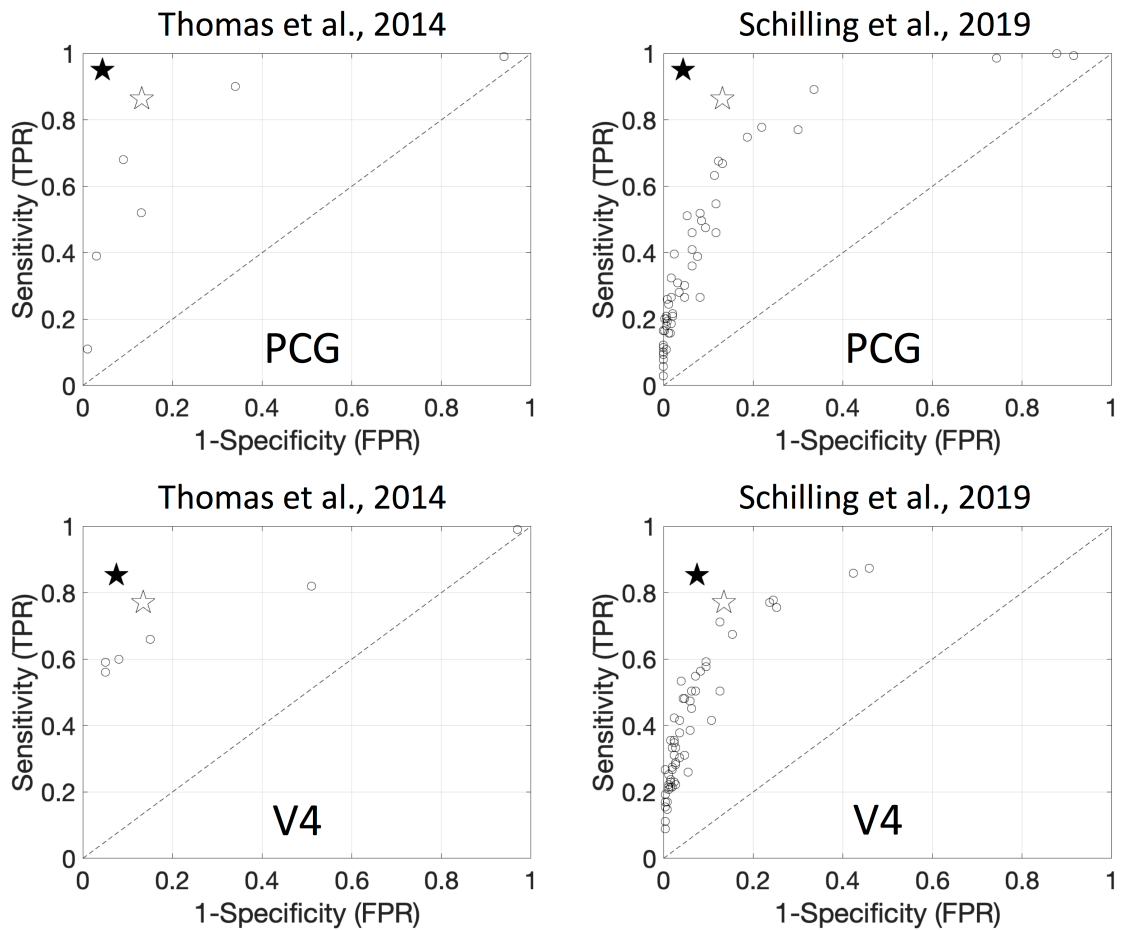 Thomas et al., 2014
Sensitivity (TPR)
1
0.8
0.6
0.4
0.2
0
PCG
0 0.2 0.4 0.6 0.8 1
1-Specificity (FPR)
Schilling et al., 2019
Sensitivity (TPR)
1
0.8
0.6
0.4
0.2
0
PCG
0 0.2 0.4 0.6 0.8 1
1-Specificity (FPR)
Thomas et al., 2014
Sensitivity (TPR)
1
0.8
0.6
0.4
0.2
0
V4
0 0.2 0.4 0.6 0.8 1
1-Specificity (FPR)
Schilling et al., 2019
Sensitivity (TPR)
1
0.8
0.6
0.4
0.2
0
V4
0 0.2 0.4 0.6 0.8 1
1-Specificity (FPR)